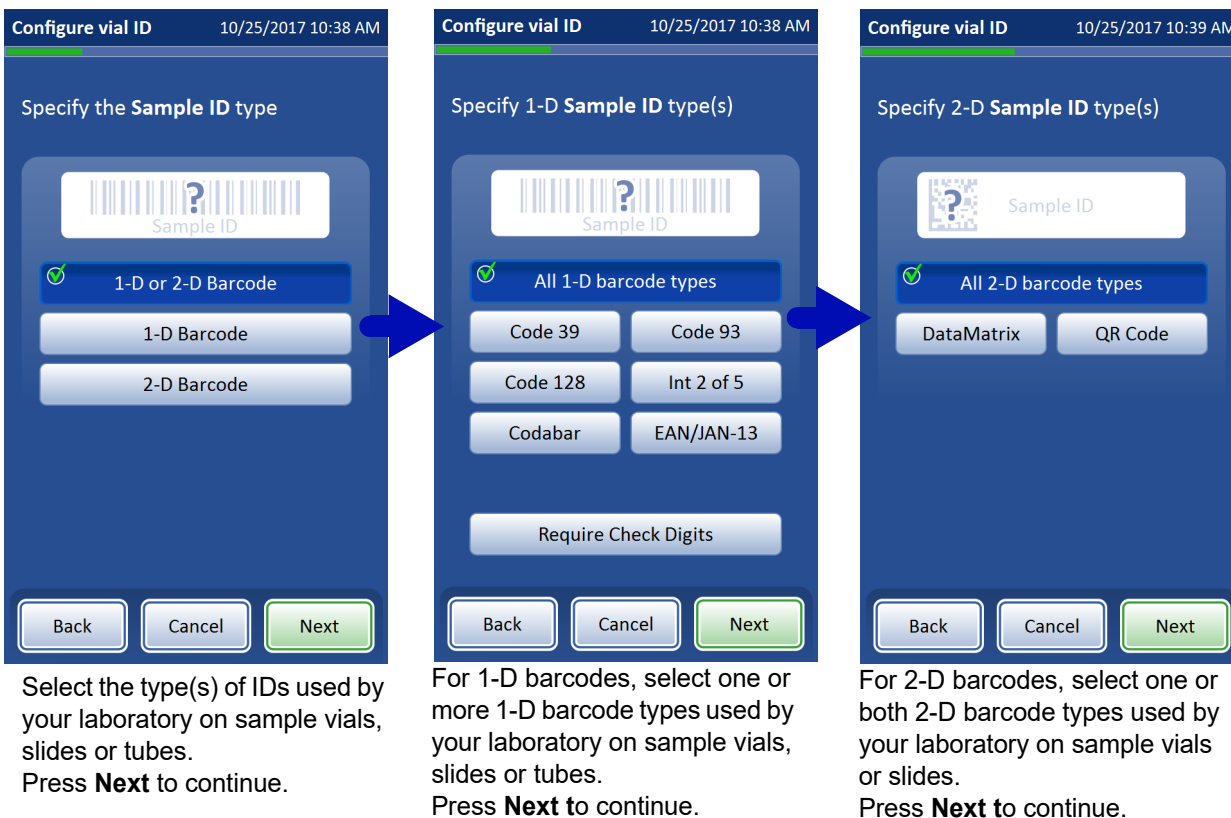 Configure vial ID 10/25/2017 10:38 AM
Specify the Sample ID type
?
Sample ID
1-D or 2-D Barcode
1-D Barcode
2-D Barcode
Back Cancel Next
Select the type(s) of IDs used by
your laboratory on sample vials,
slides or tubes.
Press Next to continue.
Configure vial ID 10/25/2017 10:38 AM
Specify 1-D Sample ID type(s)
?
Sample ID
All 1-D barcode types
Code 39 Code 93
Code 128 Int 2 of 5
Codabar EAN/JAN-13
Require Check Digits
Back Cancel Next
For 1-D barcodes, select one or
more 1-D barcode types used by
your laboratory on sample vials,
slides or tubes.
Press Next to continue.
Configure vial ID 10/25/2017 10:39 AM
Specify 2-D Sample ID type(s)
? Sample ID
All 2-D barcode types
DataMatrix QR Code
Back Cancel Next
For 2-D barcodes, select one or
both 2-D barcode types used by
your laboratory on sample vials
or slides.
Press Next to continue.